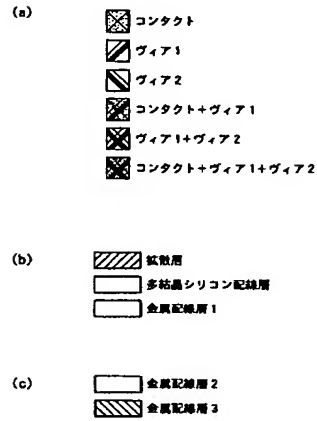 (a)
コンタクト
ヴィア1
ヴィア2
コンタクト+ヴィア1
ヴィア1+ヴィア2
コンタクト+ヴィア1+ヴィア2
(b)
拡散層
多結晶シリコン配線層
金属配線層1
(c)
金属配線層2
金属配線層3